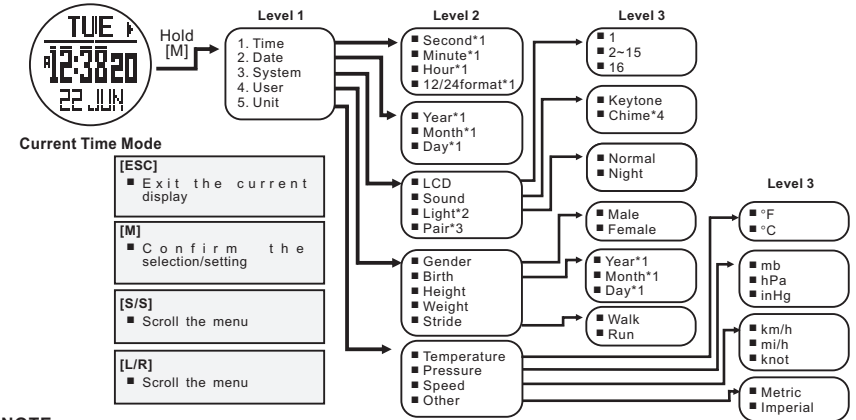 TUE
A12:3820
22 JUN
Current Time Mode
Hold
[M]
Level 1
1. Time
2. Date
3. System
4. User
5. Unit
Level 2
■ Second*1
■ Minute*1
■ Hour*1
■ 12/24format*1
■ Year*1
■ Month*1
■ Day*1
■ LCD
■ Sound
■ Light*2
■ Pair*3
■ Gender
■ Birth
■ Height
■ Weight
■ Stride
■ Temperature
■ Pressure
■ Speed
■ Other
Level 3
■ 1
■ 2~15
■ 16
■ Keytone
■ Chime*4
■ Normal
■ Night
■ Male
■ Female
■ Year*1
■ Month*1
■ Day*1
■ Walk
■ Run
Level 3
■ °F
■ °C
■ mb
■ hPa
■ inHg
■ km/h
■ mi/h
■ knot
■ Metric
■ Imperial
[ESC]
■ Exit the current
display
[M]
■ Confirm the
selection/setting
[S/S]
■ Scroll the menu
[L/R]
■ Scroll the menu